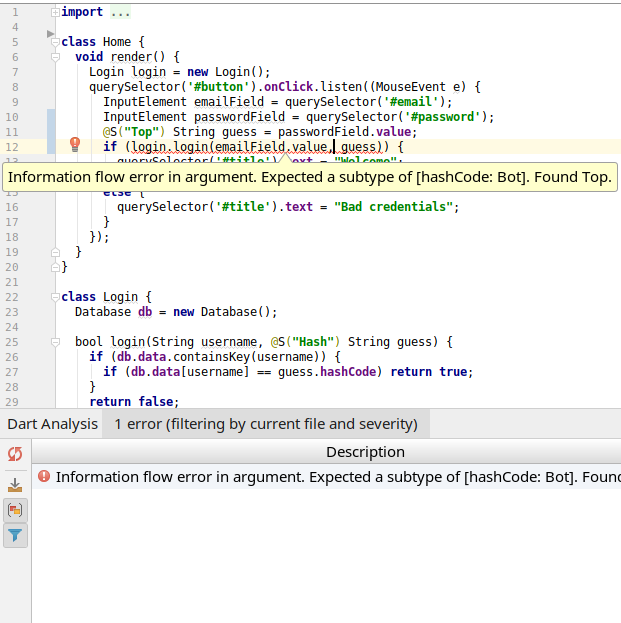 1 import ...
4
5 class Home {
6 void render() {
7 Login login = new Login();
8 querySelector('#button').onClick.listen((MouseEvent e) {
9 InputElement emailField = querySelector('#email');
10 InputElement passwordField = querySelector('#password');
11 @S("Top") String guess = passwordField.value;
12 if (login.login(emailField.value, guess)) {
13 querySelector('#title').text = "Welcome";
Information flow error in argument. Expected a subtype of [hashCode: Bot]. Found Top.
15 else {
16 querySelector('#title').text = "Bad credentials";
17 }
18 });
19 }
20 }
21
22 class Login {
23 Database db = new Database();
24
25 bool login(String username, @S("Hash") String guess) {
26 if (db.data.containsKey(username)) {
27 if (db.data[username] == guess.hashCode) return true;
28 }
29 return false;
Dart Analysis 1 error (filtering by current file and severity)
Description
Information flow error in argument. Expected a subtype of [hashCode: Bot]. Found